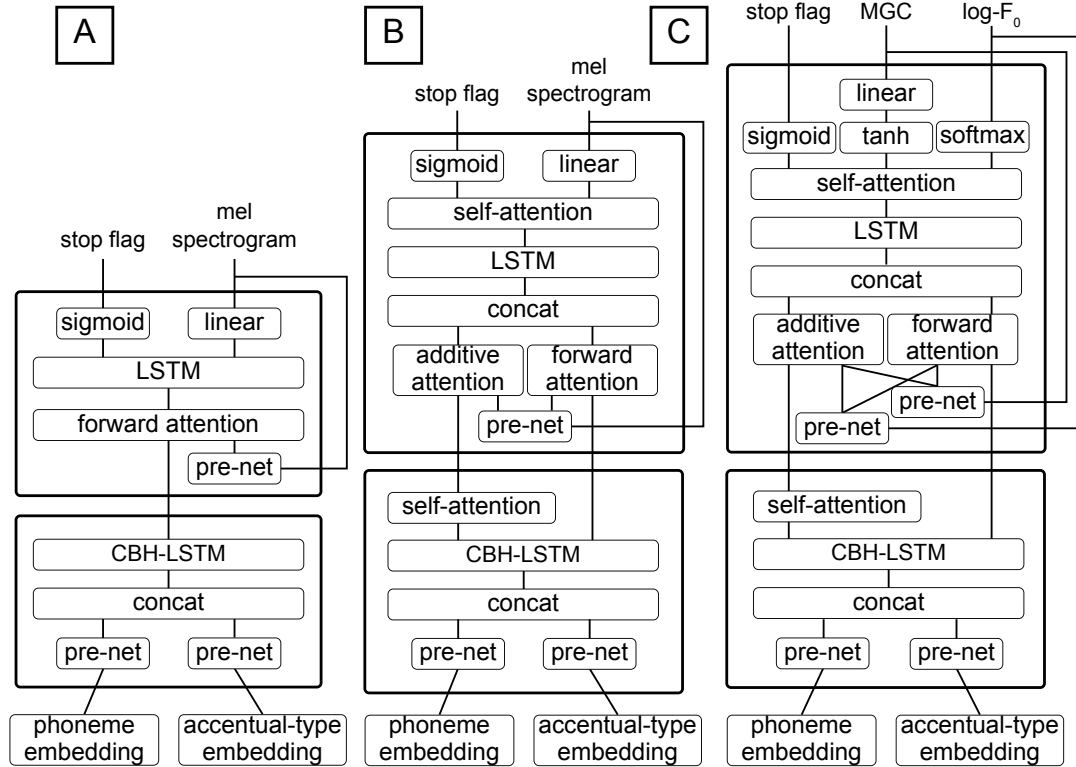 A
stop flag
mel
spectrogram
sigmoid
linear
LSTM
forward attention
pre-net
CBH-LSTM
concat
pre-net
pre-net
phoneme
embedding
accentual-type
embedding
B
stop flag
mel
spectrogram
sigmoid
linear
self-attention
LSTM
concat
additive
attention
forward
attention
pre-net
self-attention
CBH-LSTM
concat
pre-net
pre-net
phoneme
embedding
accentual-type
embedding
C
stop flag
MGC
log-F₀
linear
sigmoid
tanh
softmax
self-attention
LSTM
concat
additive
attention
forward
attention
pre-net
pre-net
self-attention
CBH-LSTM
concat
pre-net
pre-net
phoneme
embedding
accentual-type
embedding